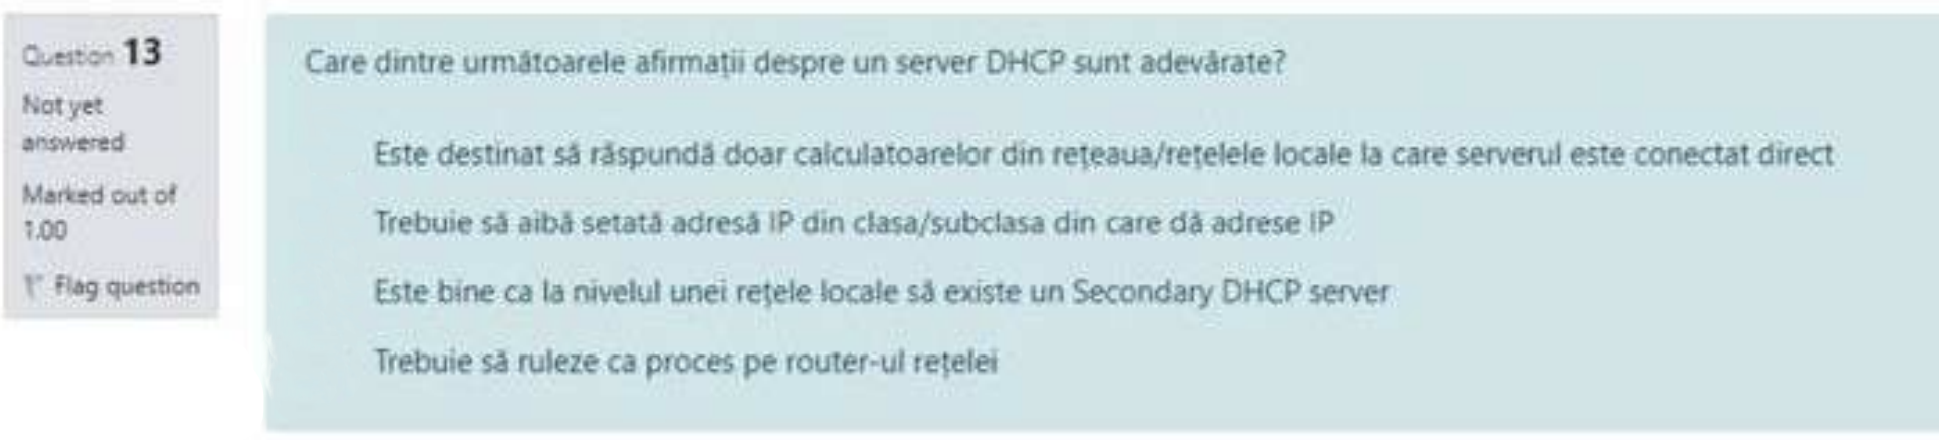 Question 13
Not yet
answered
Marked out of
1.00
Flag question
Care dintre următoarele afirmații despre un server DHCP sunt adevărate?
Este destinat să răspundă doar calculatoarelor din rețeaua/rețelele locale la care serverul este conectat direct
Trebuie să aibă setată adresă IP din clasa/subclasa din care dă adrese IP
Este bine ca la nivelul unei rețele locale să existe un Secondary DHCP server
Trebuie să ruleze ca proces pe router-ul rețelei